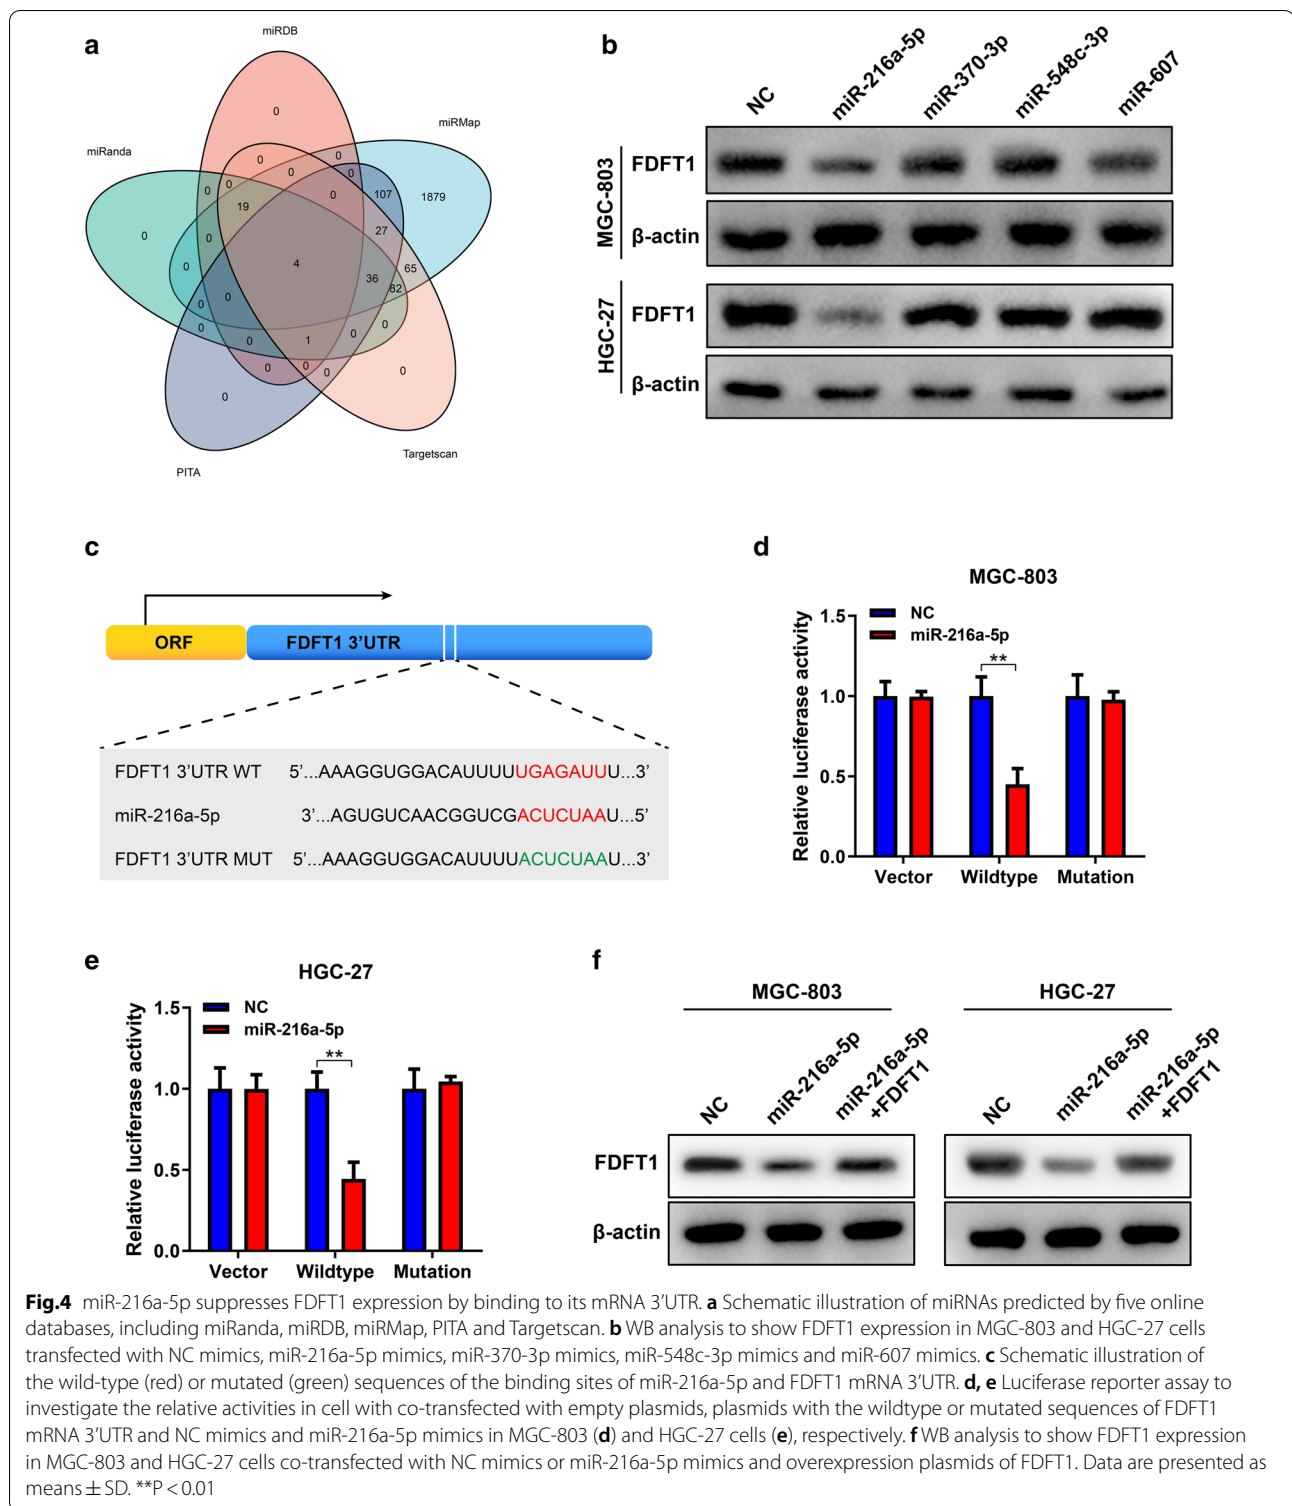 a
miRDB
miRMap
miRanda
PITA
Targetscan
0
0
0
0
0
0
0
0
107
1879
19
27
0
0
4
65
0
36
82
0
0
0
0
0
1
0
0
0
0
0
0
0
b
NC
miR-216a-5p
miR-370-3p
miR-548c-3p
miR-607
MGC-803
FDFT1
β-actin
HGC-27
FDFT1
β-actin
c
ORF
FDFT1 3’UTR
FDFT1 3’UTR WT 5’...AAAGGUGGACAUUUUUGAGAUUU...3’
miR-216a-5p 3’...AGUGUCAACGGUCGACUCUAAU...5’
FDFT1 3’UTR MUT 5’...AAAGGUGGACAUUUUACUCUAAU...3’
d
MGC-803
Relative luciferase activity
1.5
1.0
0.5
0.0
NC
miR-216a-5p
**
Vector Wildtype Mutation
e
HGC-27
Relative luciferase activity
1.5
1.0
0.5
0.0
NC
miR-216a-5p
**
Vector Wildtype Mutation
f
MGC-803
HGC-27
NC
miR-216a-5p
miR-216a-5p
+FDFT1
NC
miR-216a-5p
miR-216a-5p
+FDFT1
FDFT1
β-actin
Fig.4 miR-216a-5p suppresses FDFT1 expression by binding to its mRNA 3’UTR. a Schematic illustration of miRNAs predicted by five online
databases, including miRanda, miRDB, miRMap, PITA and Targetscan. b WB analysis to show FDFT1 expression in MGC-803 and HGC-27 cells
transfected with NC mimics, miR-216a-5p mimics, miR-370-3p mimics, miR-548c-3p mimics and miR-607 mimics. c Schematic illustration of
the wild-type (red) or mutated (green) sequences of the binding sites of miR-216a-5p and FDFT1 mRNA 3’UTR. d, e Luciferase reporter assay to
investigate the relative activities in cell with co-transfected with empty plasmids, plasmids with the wildtype or mutated sequences of FDFT1
mRNA 3’UTR and NC mimics and miR-216a-5p mimics in MGC-803 (d) and HGC-27 cells (e), respectively. f WB analysis to show FDFT1 expression
in MGC-803 and HGC-27 cells co-transfected with NC mimics or miR-216a-5p mimics and overexpression plasmids of FDFT1. Data are presented as
means ± SD. **P < 0.01